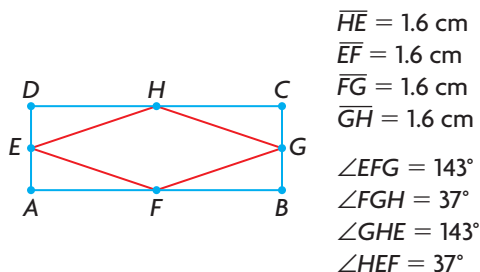 D H C
E G
A F B
HE = 1.6 cm
EF = 1.6 cm
FG = 1.6 cm
GH = 1.6 cm
∠EFG = 143°
∠FGH = 37°
∠GHE = 143°
∠HEF = 37°